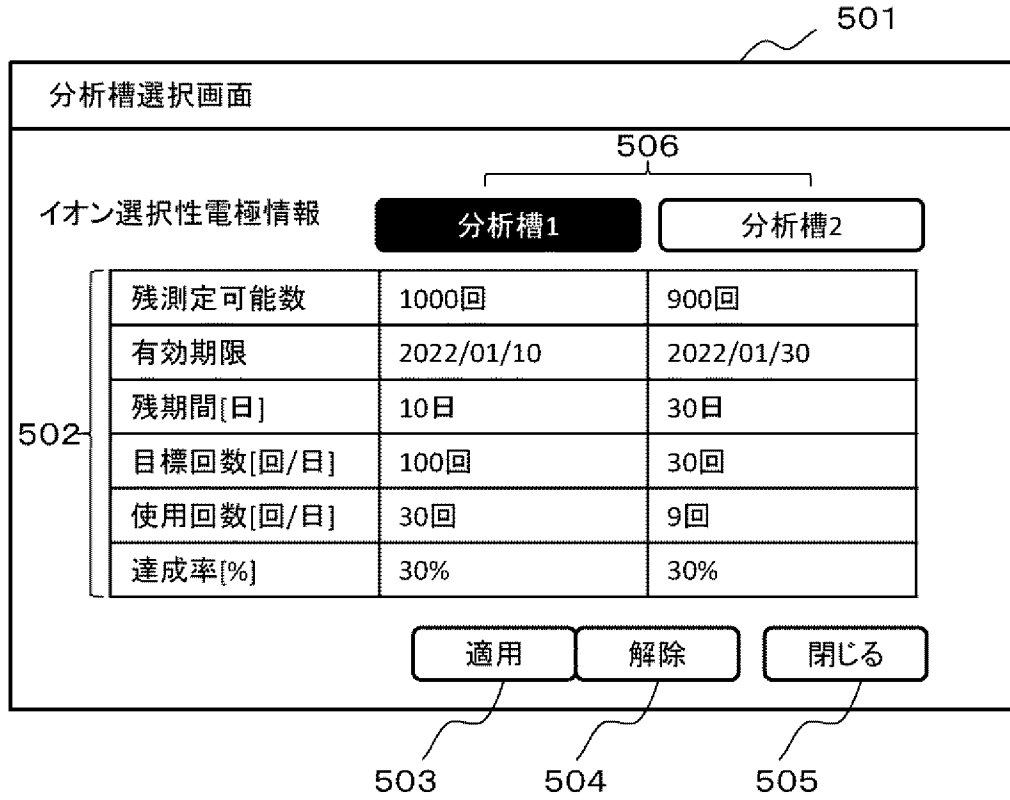 501
分析槽選択画面
506
イオン選択性電極情報 分析槽1 分析槽2
残測定可能数 1000回 900回
有効期限 2022/01/10 2022/01/30
残期間[日] 10日 30日
502
目標回数[回/日] 100回 30回
使用回数[回/日] 30回 9回
達成率[%] 30% 30%
適用 解除 閉じる
503 504 505